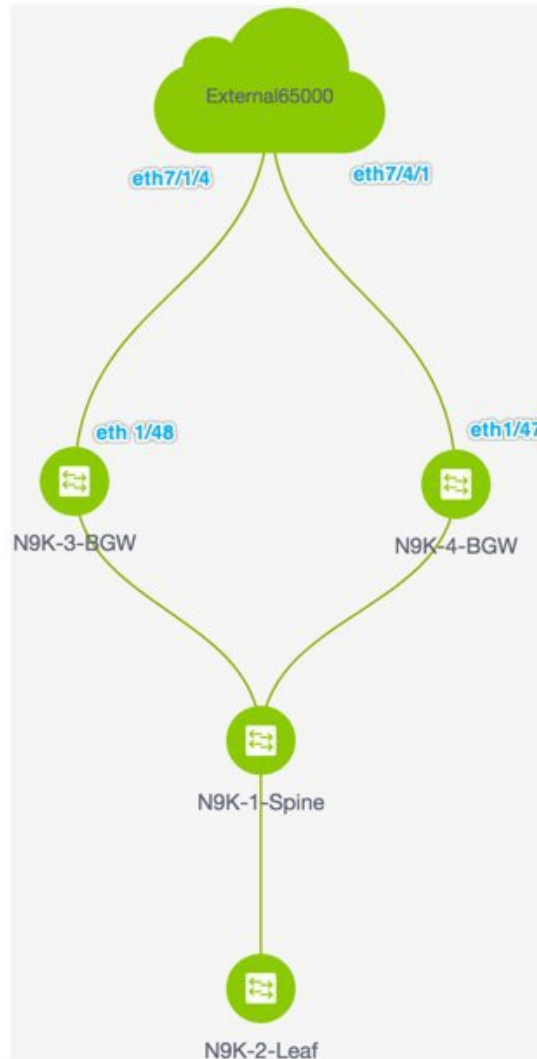 External65000
eth7/1/4
eth7/4/1
eth 1/48
eth1/47
N9K-3-BGW
N9K-4-BGW
N9K-1-Spine
N9K-2-Leaf